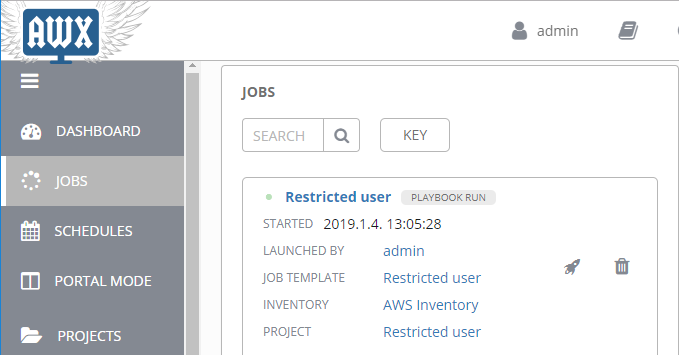 AWX
admin
DASHBOARD
JOBS
SCHEDULES
PORTAL MODE
PROJECTS
JOBS
SEARCH
KEY
Restricted user PLAYBOOK RUN
STARTED 2019.1.4. 13:05:28
LAUNCHED BY admin
JOB TEMPLATE Restricted user
INVENTORY AWS Inventory
PROJECT Restricted user